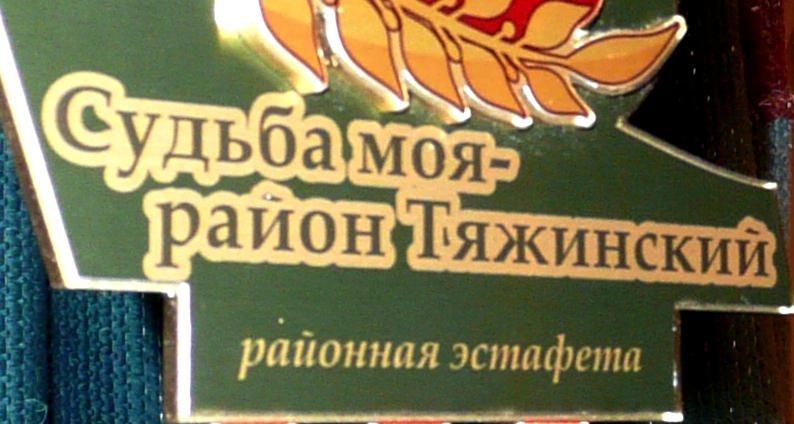 Судьба моя-
район Тяжинский
районная эстафета